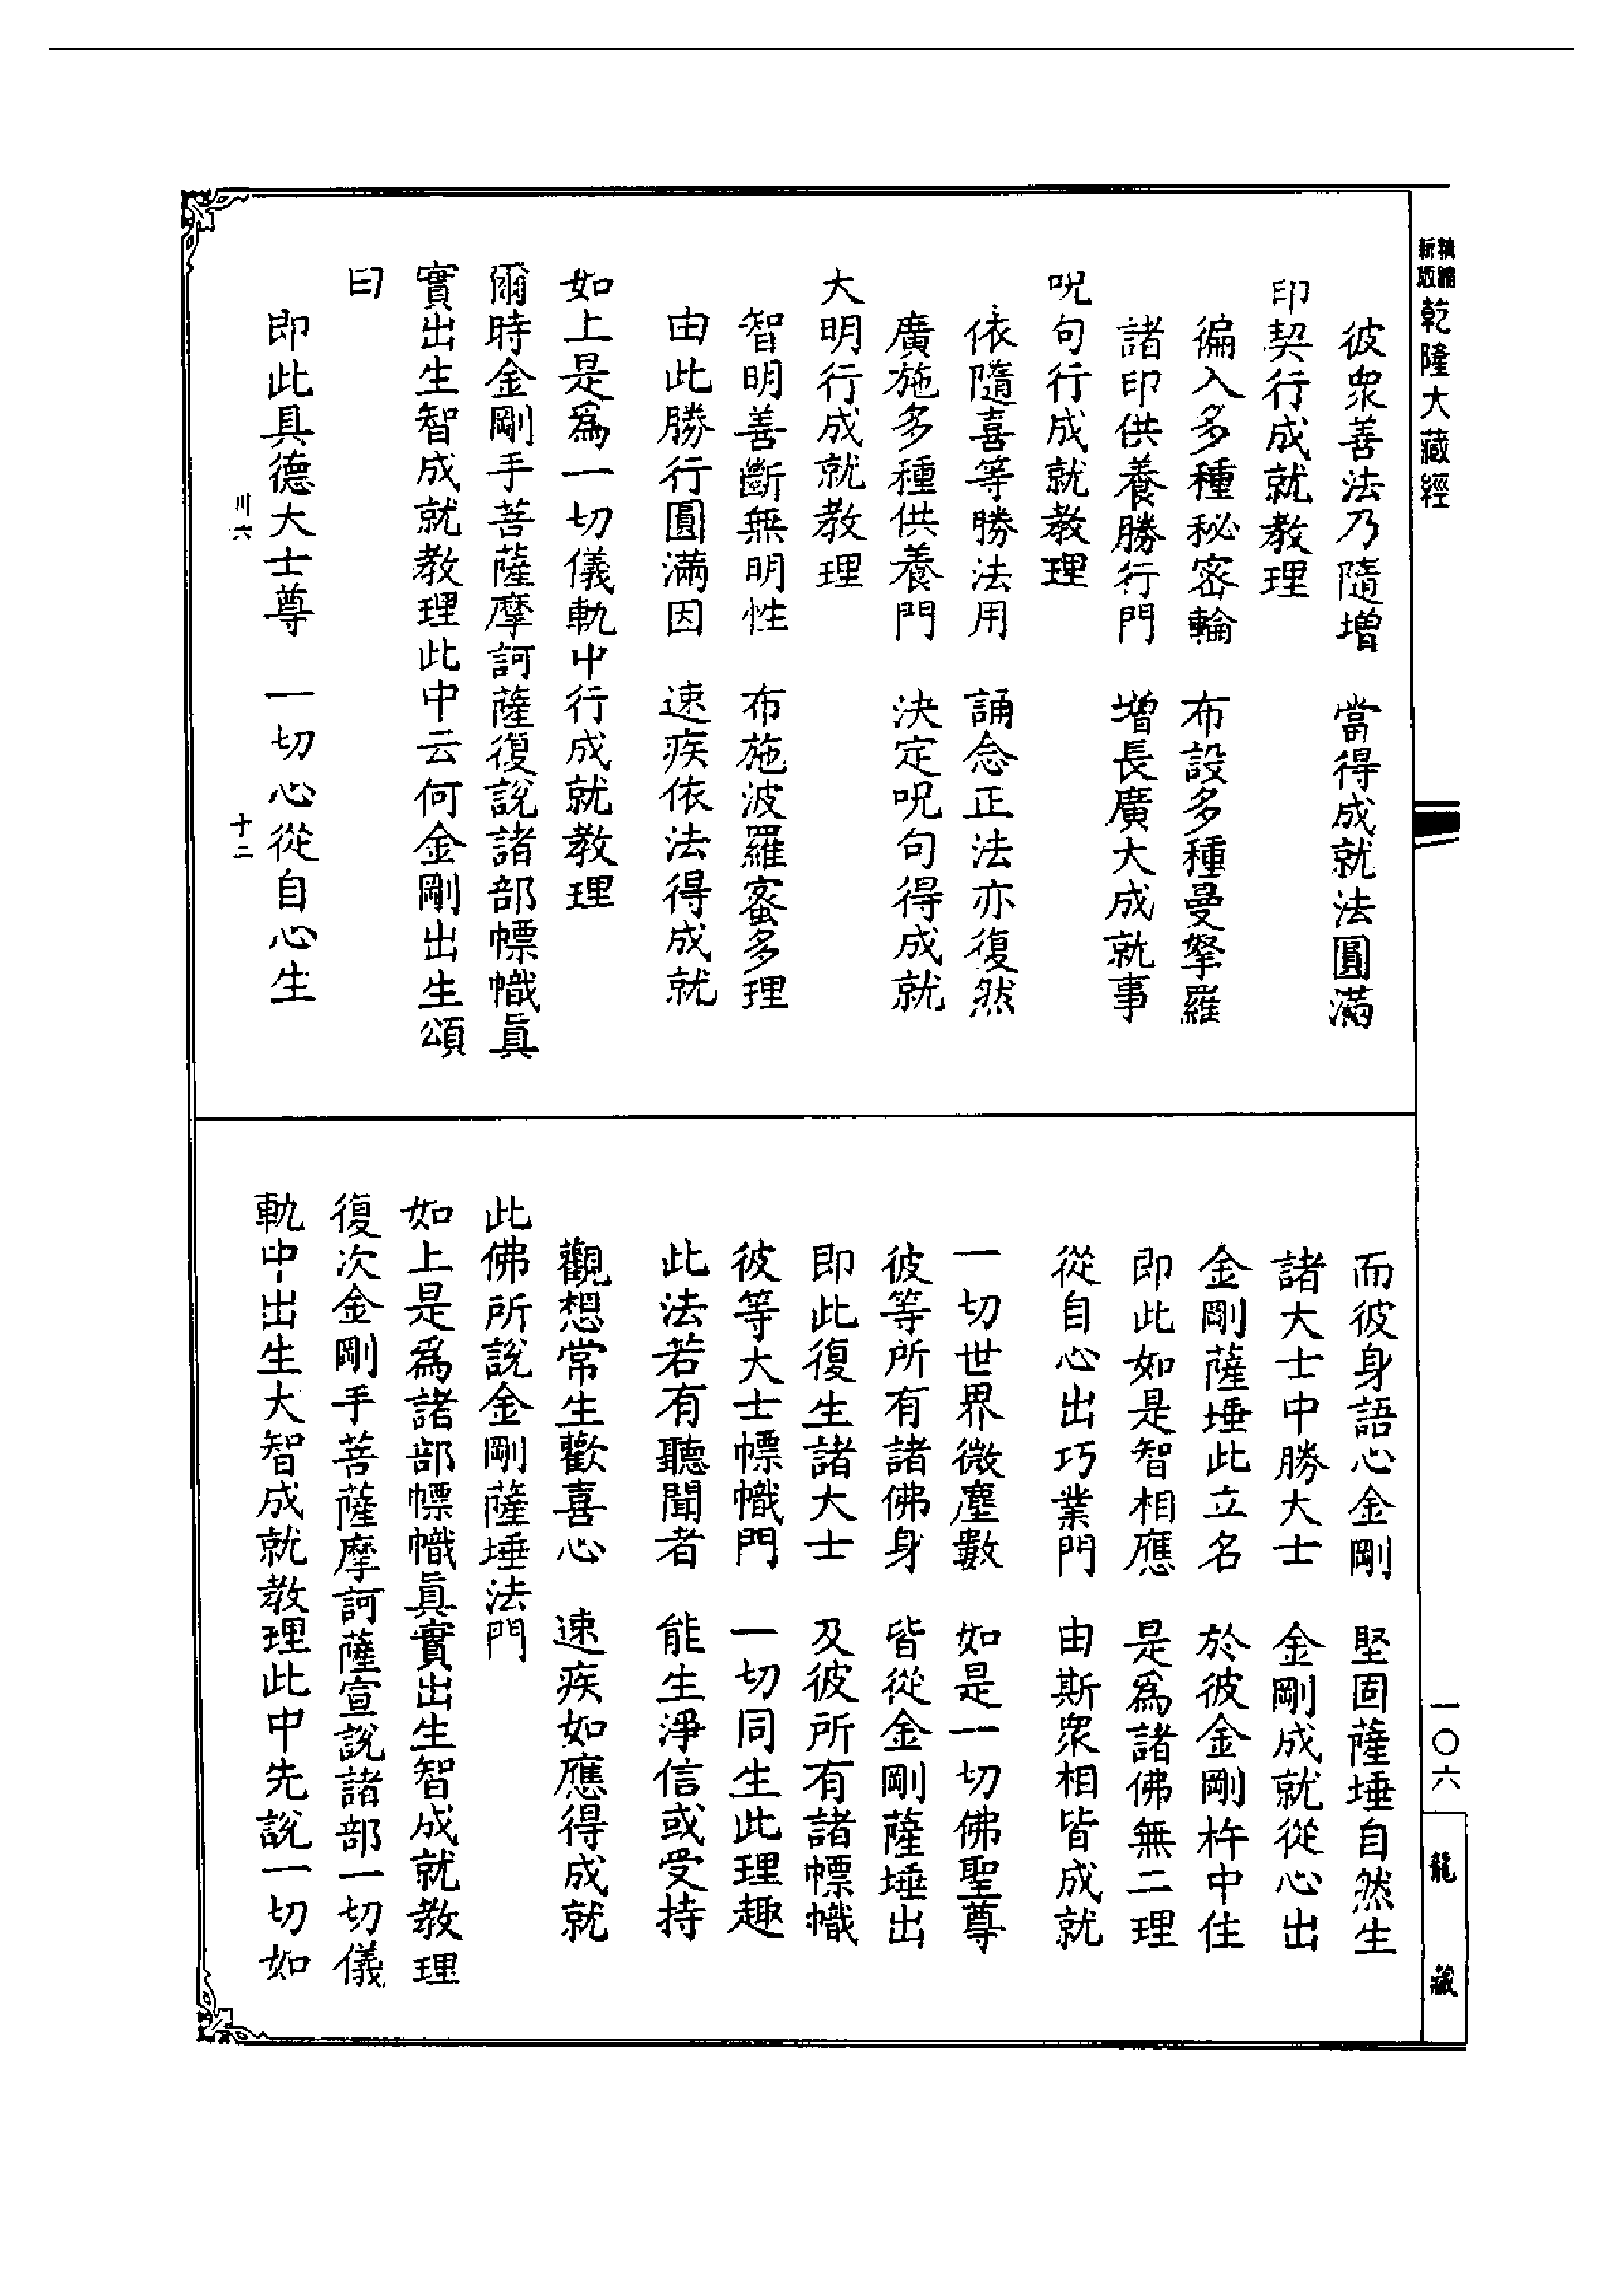 新版精縮
乾隆大藏經
彼衆善法乃隨增　當得成就法圓滿
印契行成就教理
徧入多種秘密輪　布設多種曼拏羅
諸印供養勝行門　增長廣大成就事
呪句行成就教理
依隨喜等勝法用　誦念正法亦復然
廣施多種供養門　決定呪句得成就
大明行成就教理
智明善斷無明性　布施波羅蜜多理
由此勝行圓滿因　速疾依法得成就
如上是爲一切儀軌中行成就教理
爾時金剛手菩薩摩訶薩復說諸部幖幟眞
實出生智成就教理此中云何金剛出生頌
曰
即此具德大士尊　一切心從自心生
川六　十二
而彼身語心金剛　堅固薩埵自然生
諸大士中勝大士　金剛成就從心出
金剛薩埵此立名　於彼金剛杵中住
即此如是智相應　是爲諸佛無二理
從自心出巧業門　由斯衆相皆成就
一切世界微塵數　如是一切佛聖尊
彼等所有諸佛身　皆從金剛薩埵出
即此復生諸大士　及彼所有諸幖幟
彼等大士幖幟門　一切同生此理趣
此法若有聽聞者　能生淨信或受持
觀想常生歡喜心　速疾如應得成就
此佛所說金剛薩埵法門
如上是爲諸部幖幟眞實出生智成就教理
復次金剛手菩薩摩訶薩宣說諸部一切儀
軌中出生大智成就教理此中先說一切如
一〇六
龍藏